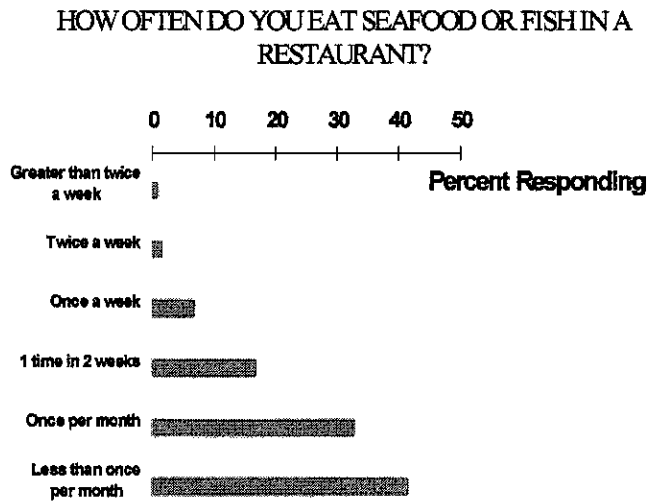 HOW OFTEN DO YOU EAT SEAFOOD OR FISH IN A
RESTAURANT?
0 10 20 30 40 50
Percent Responding
Greater than twice
a week
Twice a week
Once a week
1 time in 2 weeks
Once per month
Less than once
per month